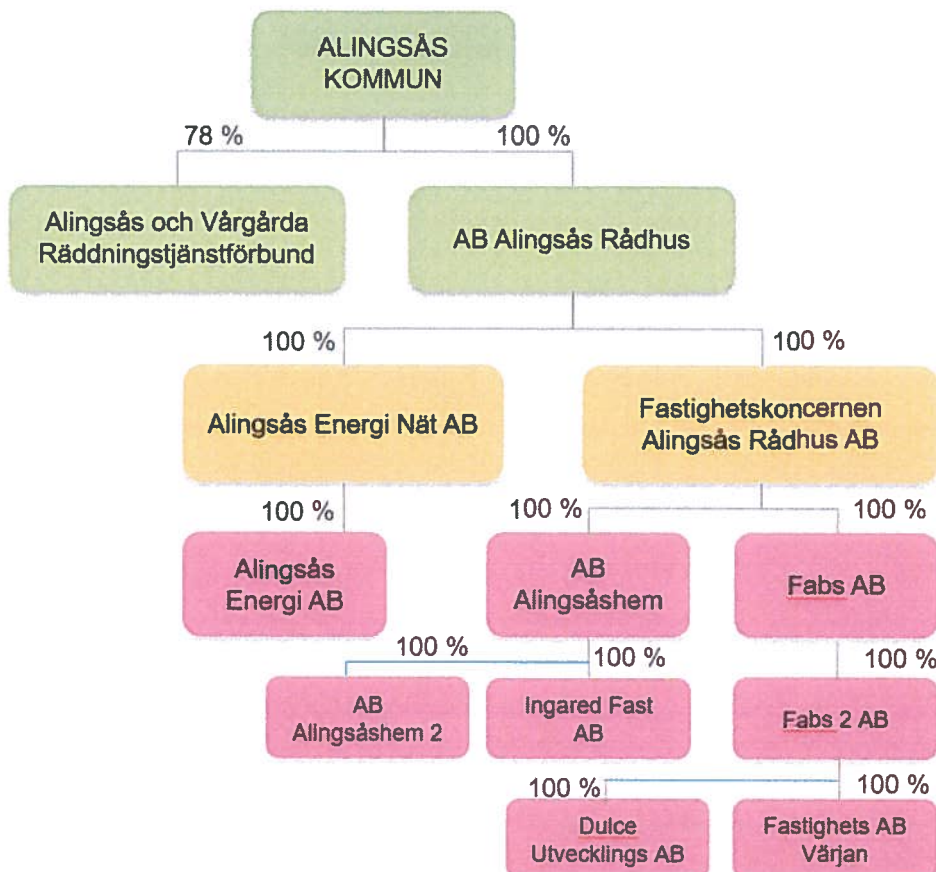 ALINGSÅS
KOMMUN
78 %
100 %
Alingsås och Vårgårda
Räddningstjänstförbund
AB Alingsås Rådhus
100 %
100 %
Alingsås Energi Nät AB
Fastighetskoncernen
Alingsås Rådhus AB
100 %
100 %
100 %
Alingsås
Energi AB
AB
Alingsåshem
Fabs AB
100 %
100 %
100 %
AB
Alingsåshem 2
Ingared Fast
AB
Fabs 2 AB
100 %
100 %
Dulce
Utvecklings AB
Fastighets AB
Värjan